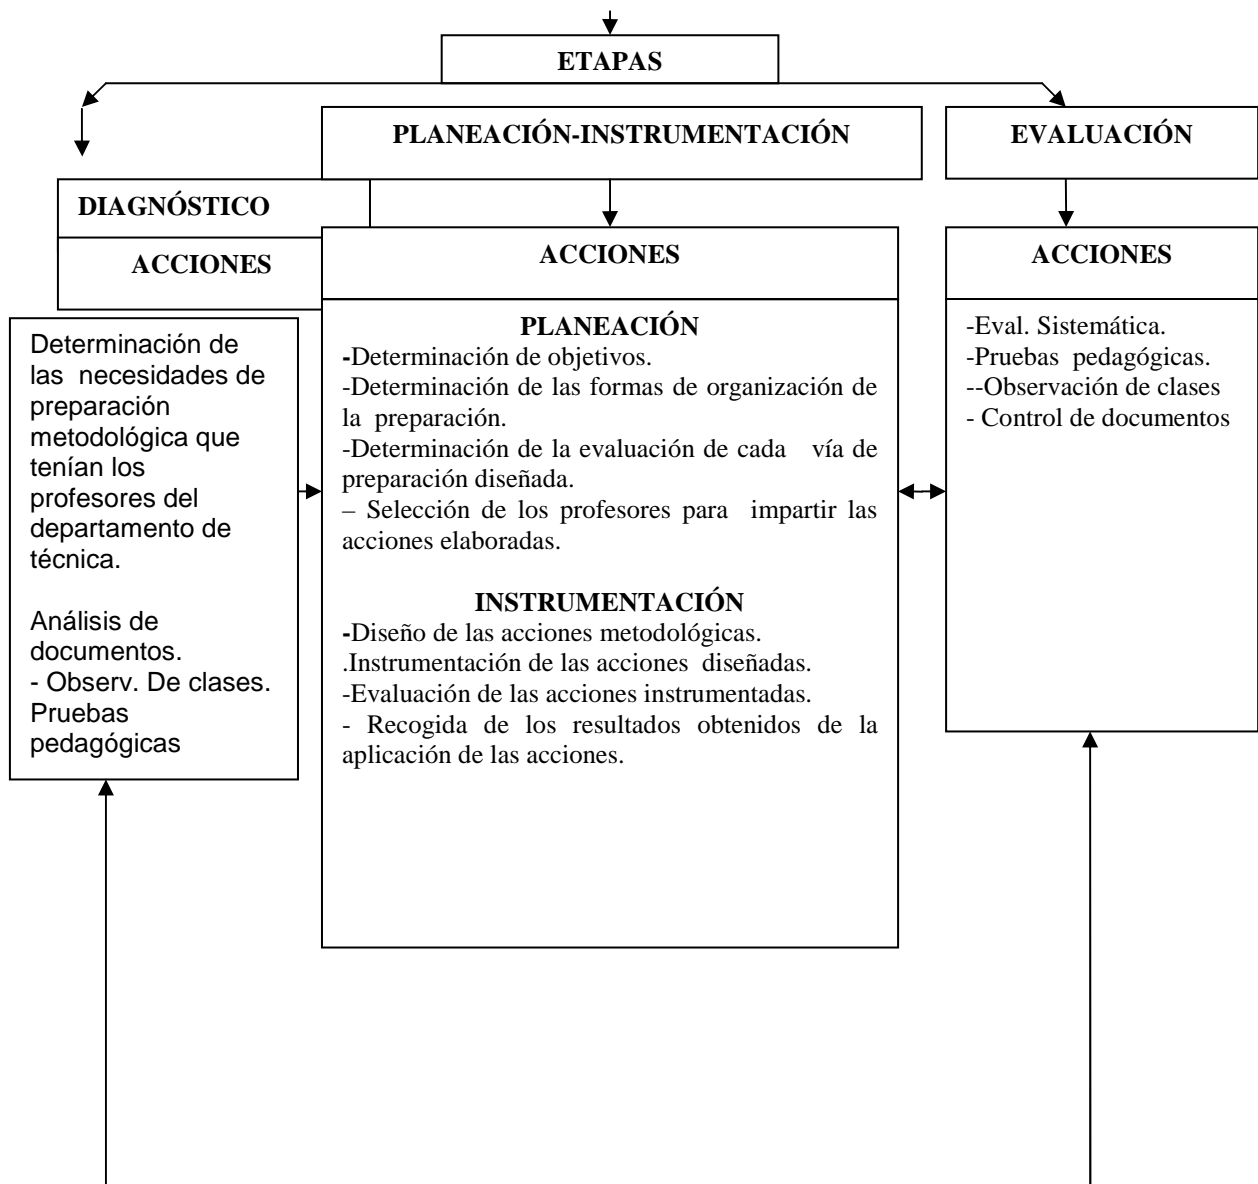 ETAPAS
PLANEACIÓN-INSTRUMENTACIÓN
EVALUACIÓN
DIAGNÓSTICO
ACCIONES
Determinación de
las necesidades de
preparación
metodológica que
tenían los
profesores del
departamento de
técnica.
Análisis de
documentos.
- Observ. De clases.
Pruebas
pedagógicas
ACCIONES
PLANEACIÓN
-Determinación de objetivos.
-Determinación de las formas de organización de
la preparación.
-Determinación de la evaluación de cada vía de
preparación diseñada.
– Selección de los profesores para impartir las
acciones elaboradas.
INSTRUMENTACIÓN
-Diseño de las acciones metodológicas.
.Instrumentación de las acciones diseñadas.
-Evaluación de las acciones instrumentadas.
- Recogida de los resultados obtenidos de la
aplicación de las acciones.
ACCIONES
-Eval. Sistemática.
-Pruebas pedagógicas.
--Observación de clases
- Control de documentos